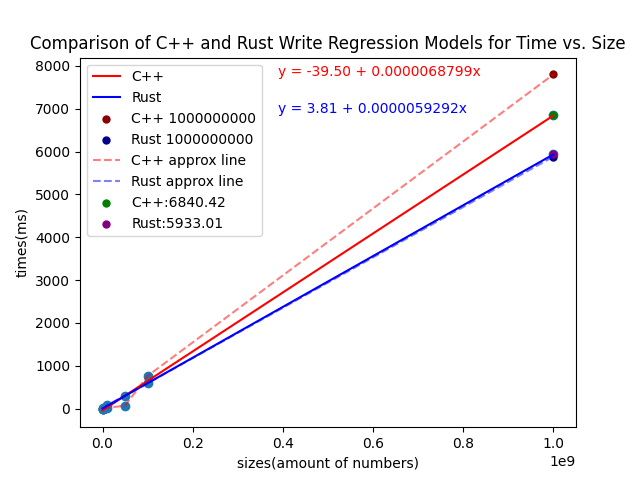 Comparison of C++ and Rust Write Regression Models for Time vs. Size
y = -39.50 + 0.0000068799x
y = 3.81 + 0.0000059292x
C++
Rust
C++ 1000000000
Rust 1000000000
C++ approx line
Rust approx line
C++:6840.42
Rust:5933.01
times(ms)
8000
7000
6000
5000
4000
3000
2000
1000
0
0.0 0.2 0.4 0.6 0.8 1.0
1e9
sizes(amount of numbers)